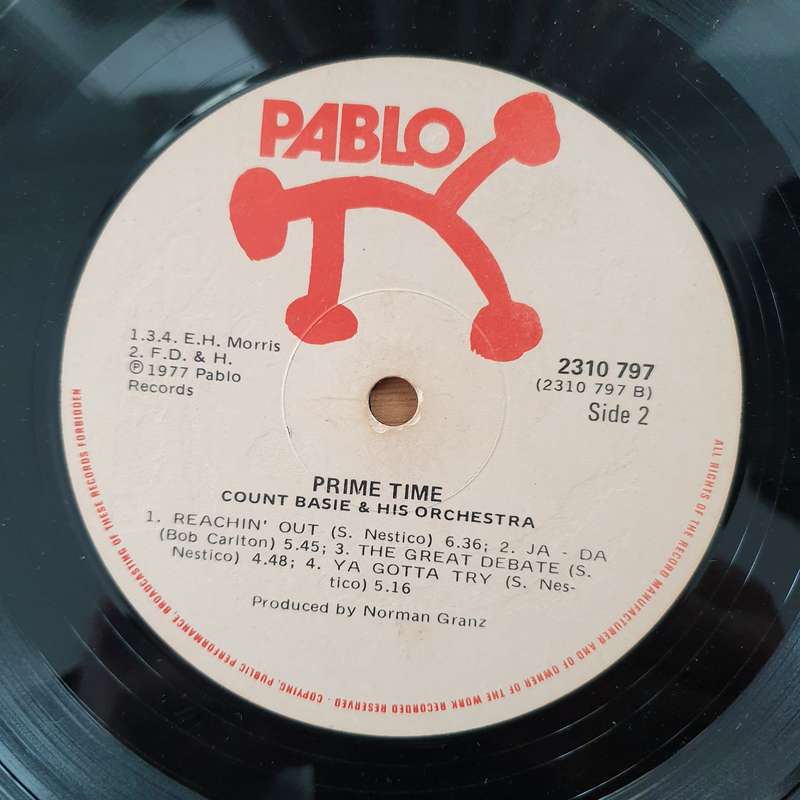 PABLO
1.3.4. E.H. Morris
2. F.D. & H.
℗ 1977 Pablo
Records
2310 797
(2310 797 B)
Side 2
PRIME TIME
COUNT BASIE & HIS ORCHESTRA
1. REACHIN' OUT (S. Nestico) 6.36; 2. JA - DA
(Bob Carlton) 5.45; 3. THE GREAT DEBATE (S.
Nestico) 4.48; 4. YA GOTTA TRY (S. Nes-
tico) 5.16
Produced by Norman Granz
ALL RIGHTS OF THE RECORD MANUFACTURER AND OF OWNER OF THE WORK RECORDED RESERVED - COPYING, PUBLIC PERFORMANCE, BROADCASTING OF THESE RECORDS FORBIDDEN